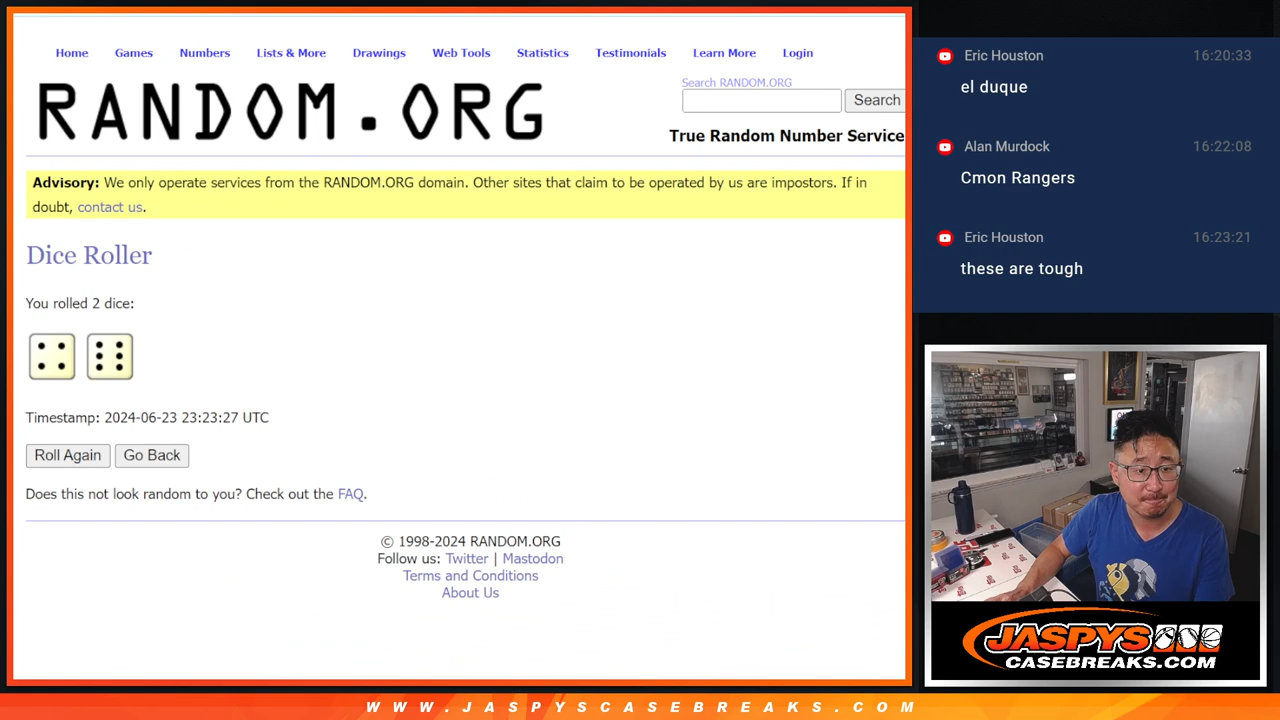 Home Games Numbers Lists & More Drawings Web Tools Statistics Testimonials Learn More Login
RANDOM.ORG
Search RANDOM.ORG
Search
True Random Number Service
Advisory: We only operate services from the RANDOM.ORG domain. Other sites that claim to be operated by us are impostors. If in
doubt, contact us.
Dice Roller
You rolled 2 dice:
Timestamp: 2024-06-23 23:23:27 UTC
Roll Again Go Back
Does this not look random to you? Check out the FAQ.
© 1998-2024 RANDOM.ORG
Follow us: Twitter | Mastodon
Terms and Conditions
About Us
Eric Houston 16:20:33
el duque
Alan Murdock 16:22:08
Cmon Rangers
Eric Houston 16:23:21
these are tough
JASPYS
CASEBREAKS.COM
WWW.JASPYSCASEBREAKS.COM